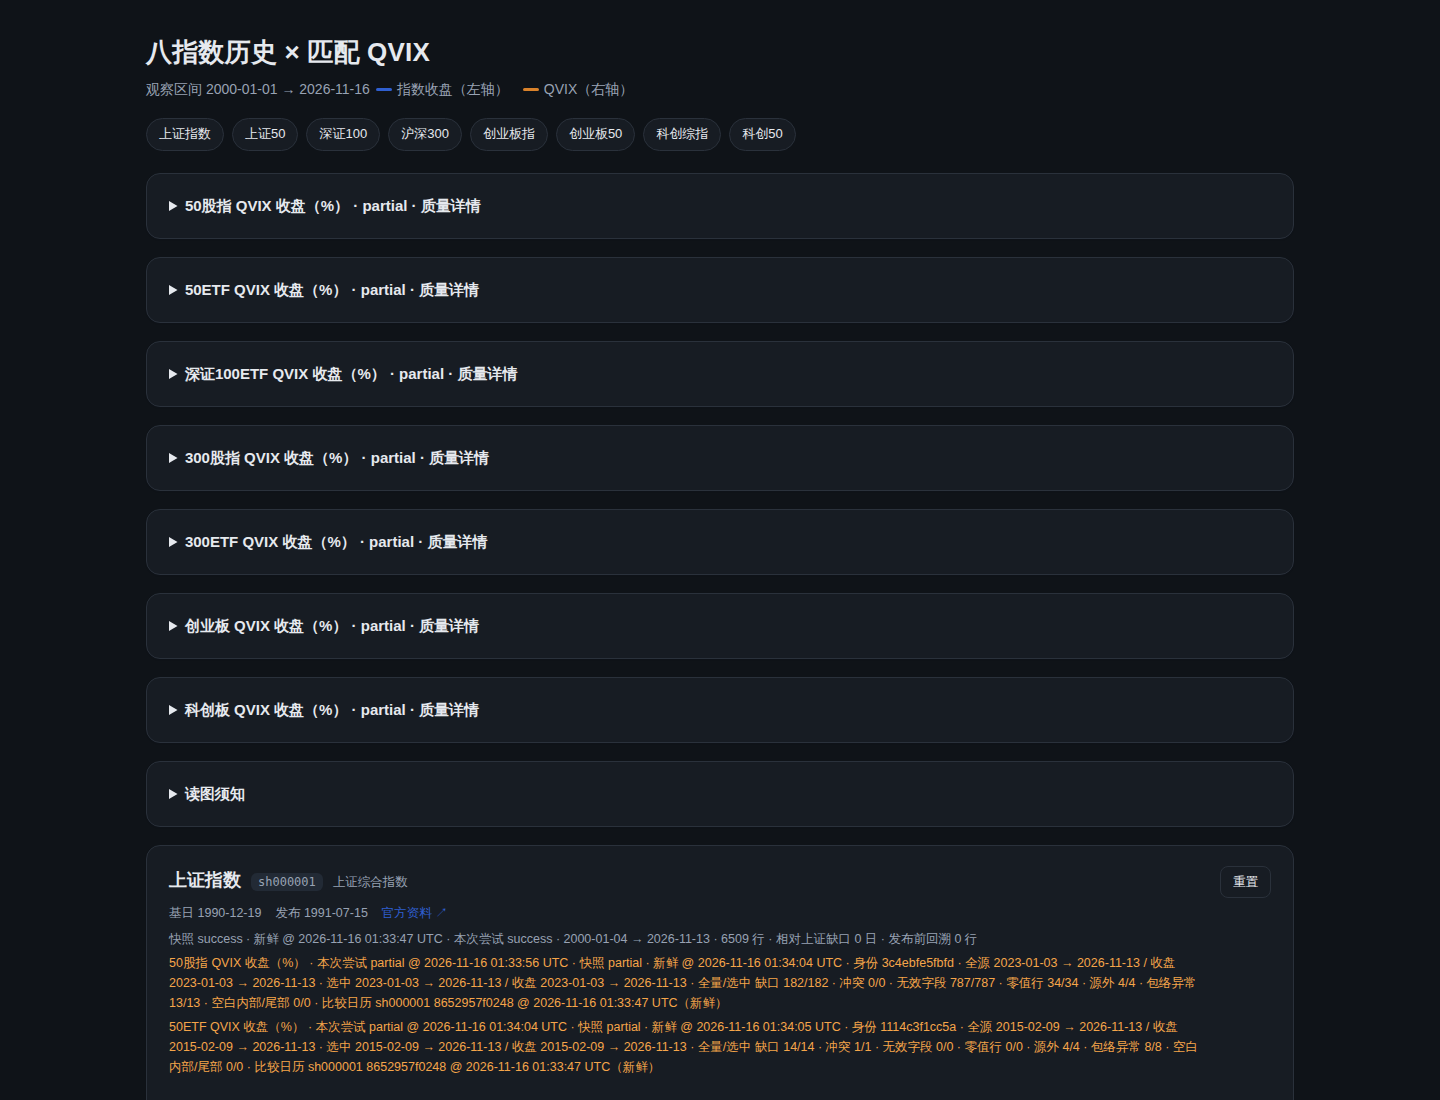 八指数历史 × 匹配 QVIX
观察区间 2000-01-01 → 2026-11-16 指数收盘（左轴） QVIX（右轴）
上证指数 上证50 深证100 沪深300 创业板指 创业板50 科创综指 科创50
50股指 QVIX 收盘（%） · partial · 质量详情
50ETF QVIX 收盘（%） · partial · 质量详情
深证100ETF QVIX 收盘（%） · partial · 质量详情
300股指 QVIX 收盘（%） · partial · 质量详情
300ETF QVIX 收盘（%） · partial · 质量详情
创业板 QVIX 收盘（%） · partial · 质量详情
科创板 QVIX 收盘（%） · partial · 质量详情
读图须知
上证指数 sh000001 上证综合指数 重置
基日 1990-12-19 发布 1991-07-15 官方资料 ↗
快照 success · 新鲜 @ 2026-11-16 01:33:47 UTC · 本次尝试 success · 2000-01-04 → 2026-11-13 · 6509 行 · 相对上证缺口 0 日 · 发布前回溯 0 行
50股指 QVIX 收盘（%） · 本次尝试 partial @ 2026-11-16 01:33:56 UTC · 快照 partial · 新鲜 @ 2026-11-16 01:34:04 UTC · 身份 3c4ebfe5fbfd · 全源 2023-01-03 → 2026-11-13 / 收盘
2023-01-03 → 2026-11-13 · 选中 2023-01-03 → 2026-11-13 / 收盘 2023-01-03 → 2026-11-13 · 全量/选中 缺口 182/182 · 冲突 0/0 · 无效字段 787/787 · 零值行 34/34 · 源外 4/4 · 包络异常
13/13 · 空白内部/尾部 0/0 · 比较日历 sh000001 8652957f0248 @ 2026-11-16 01:33:47 UTC（新鲜）
50ETF QVIX 收盘（%） · 本次尝试 partial @ 2026-11-16 01:34:04 UTC · 快照 partial · 新鲜 @ 2026-11-16 01:34:05 UTC · 身份 1114c3f1cc5a · 全源 2015-02-09 → 2026-11-13 / 收盘
2015-02-09 → 2026-11-13 · 选中 2015-02-09 → 2026-11-13 / 收盘 2015-02-09 → 2026-11-13 · 全量/选中 缺口 14/14 · 冲突 1/1 · 无效字段 0/0 · 零值行 0/0 · 源外 4/4 · 包络异常 8/8 · 空白
内部/尾部 0/0 · 比较日历 sh000001 8652957f0248 @ 2026-11-16 01:33:47 UTC（新鲜）